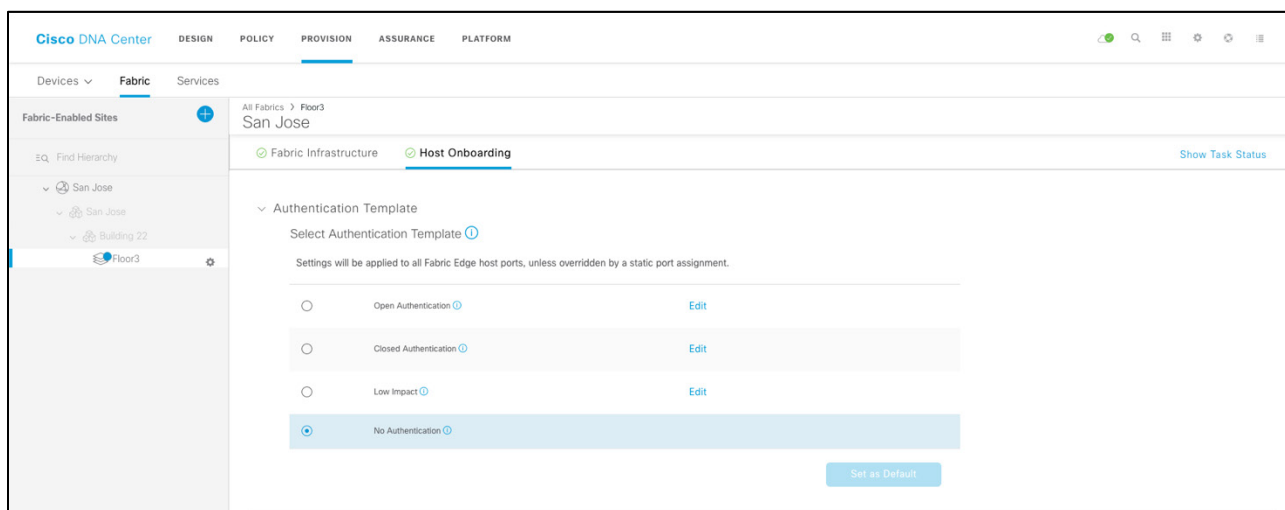 Cisco DNA Center DESIGN POLICY PROVISION ASSURANCE PLATFORM
Devices Fabric Services
Fabric-Enabled Sites
All Fabrics > Floor3
San Jose
Find Hierarchy
Fabric Infrastructure Host Onboarding Show Task Status
San Jose
San Jose
Building 22
Floor3
Authentication Template
Select Authentication Template
Settings will be applied to all Fabric Edge host ports, unless overridden by a static port assignment.
Open Authentication Edit
Closed Authentication Edit
Low Impact Edit
No Authentication
Set as Default